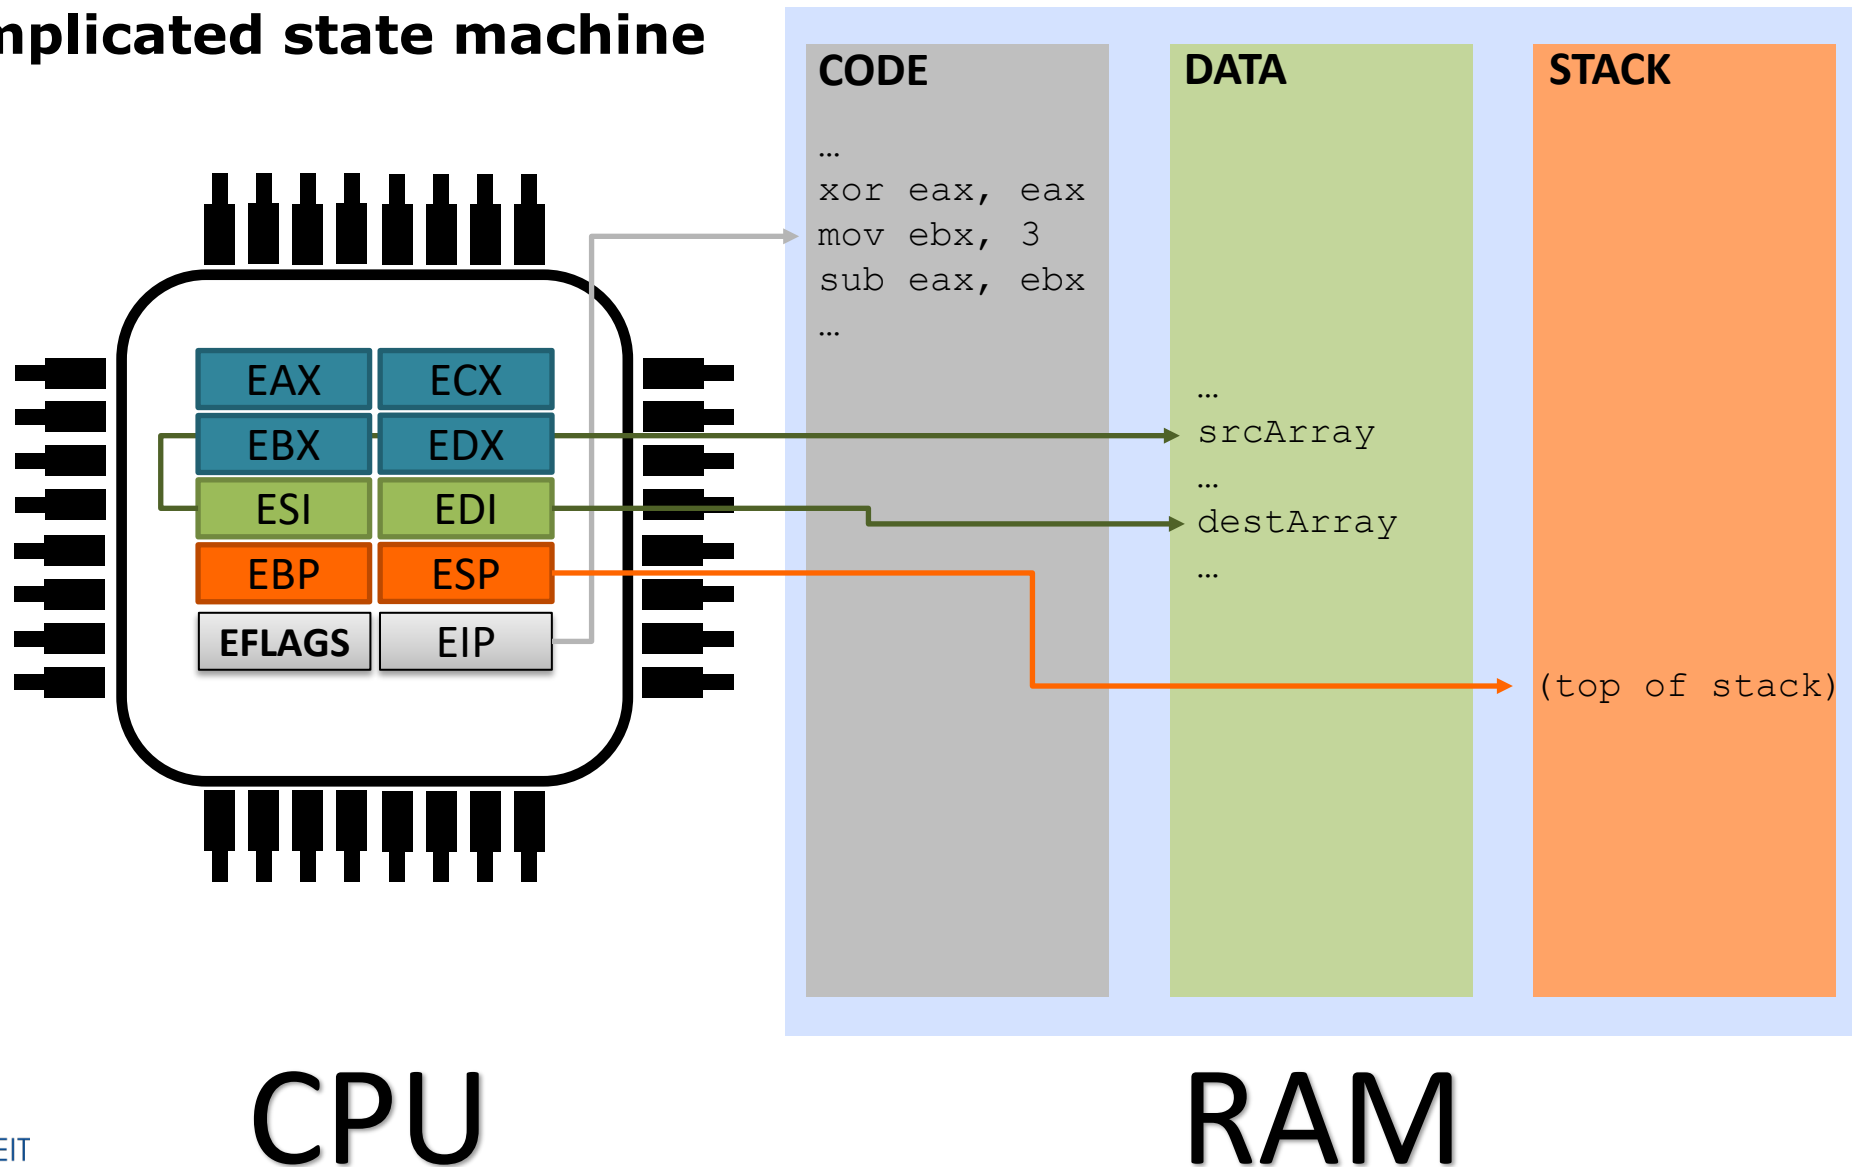 mplicated state machine
EAX ECX
EBX EDX
ESI EDI
EBP ESP
EFLAGS EIP
CPU
CODE
…
xor eax, eax
mov ebx, 3
sub eax, ebx
…
DATA
…
srcArray
…
destArray
…
STACK
(top of stack)
RAM
EIT